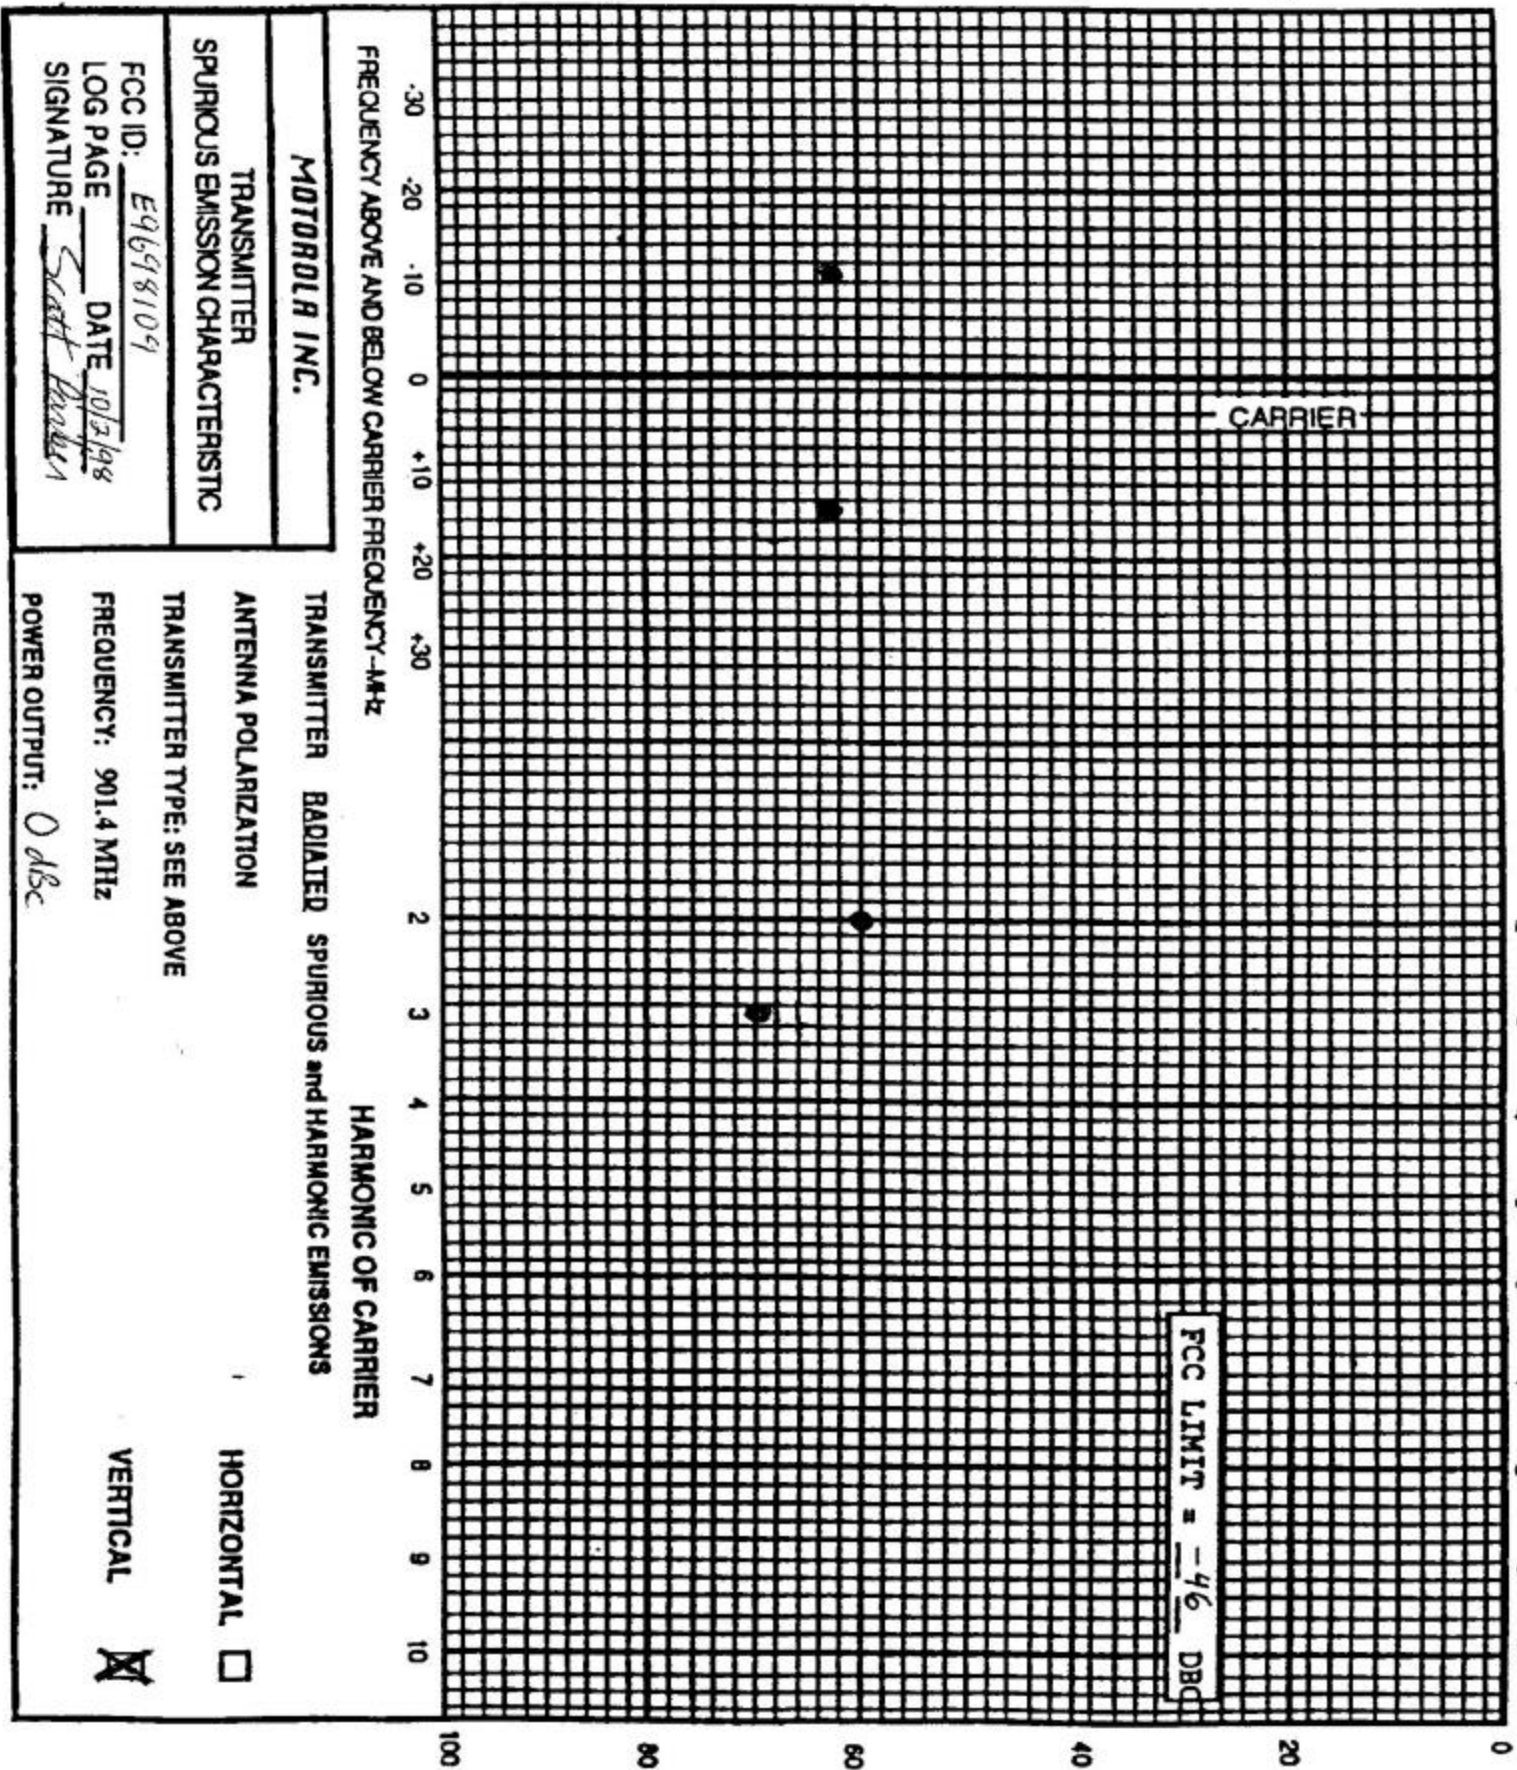 0
20
40
60
80
100
CARRIER
FCC LIMIT = -46 DBC
-30 -20 -10 0 +10 +20 +30 2 3 4 5 6 7 8 9 10
FREQUENCY ABOVE AND BELOW CARRIER FREQUENCY--MHz
HARMONIC OF CARRIER
MOTOROLA INC.
TRANSMITTER
SPURIOUS EMISSION CHARACTERISTIC
FCC ID:
LOG PAGE DATE 10/2/98
SIGNATURE Scott
TRANSMITTER RADIATED SPURIOUS and HARMONIC EMISSIONS
ANTENNA POLARIZATION
HORIZONTAL
TRANSMITTER TYPE: SEE ABOVE
VERTICAL
FREQUENCY: 901.4 MHz
POWER OUTPUT: 0 dBc